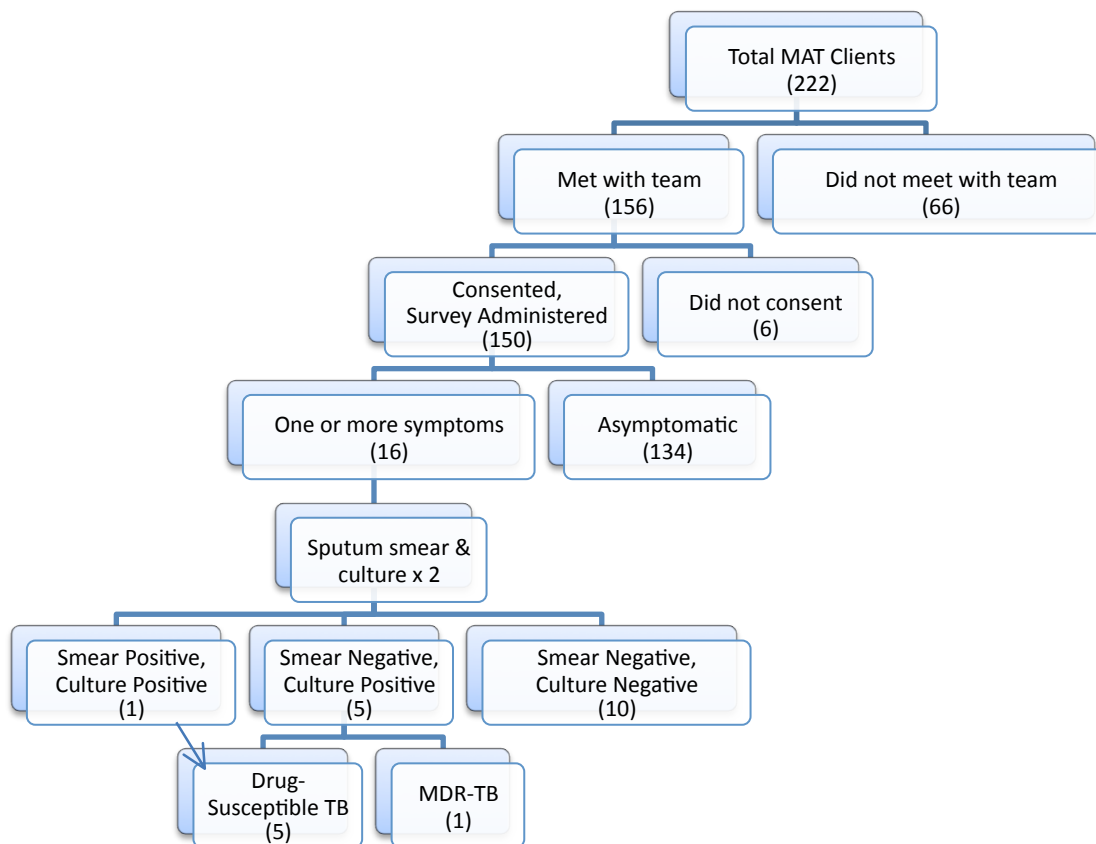 Total MAT Clients
(222)
Met with team
(156)
Did not meet with team
(66)
Consented,
Survey Administered
(150)
Did not consent
(6)
One or more symptoms
(16)
Asymptomatic
(134)
Sputum smear &
culture x 2
Smear Positive,
Culture Positive
(1)
Smear Negative,
Culture Positive
(5)
Smear Negative,
Culture Negative
(10)
Drug-
Susceptible TB
(5)
MDR-TB
(1)